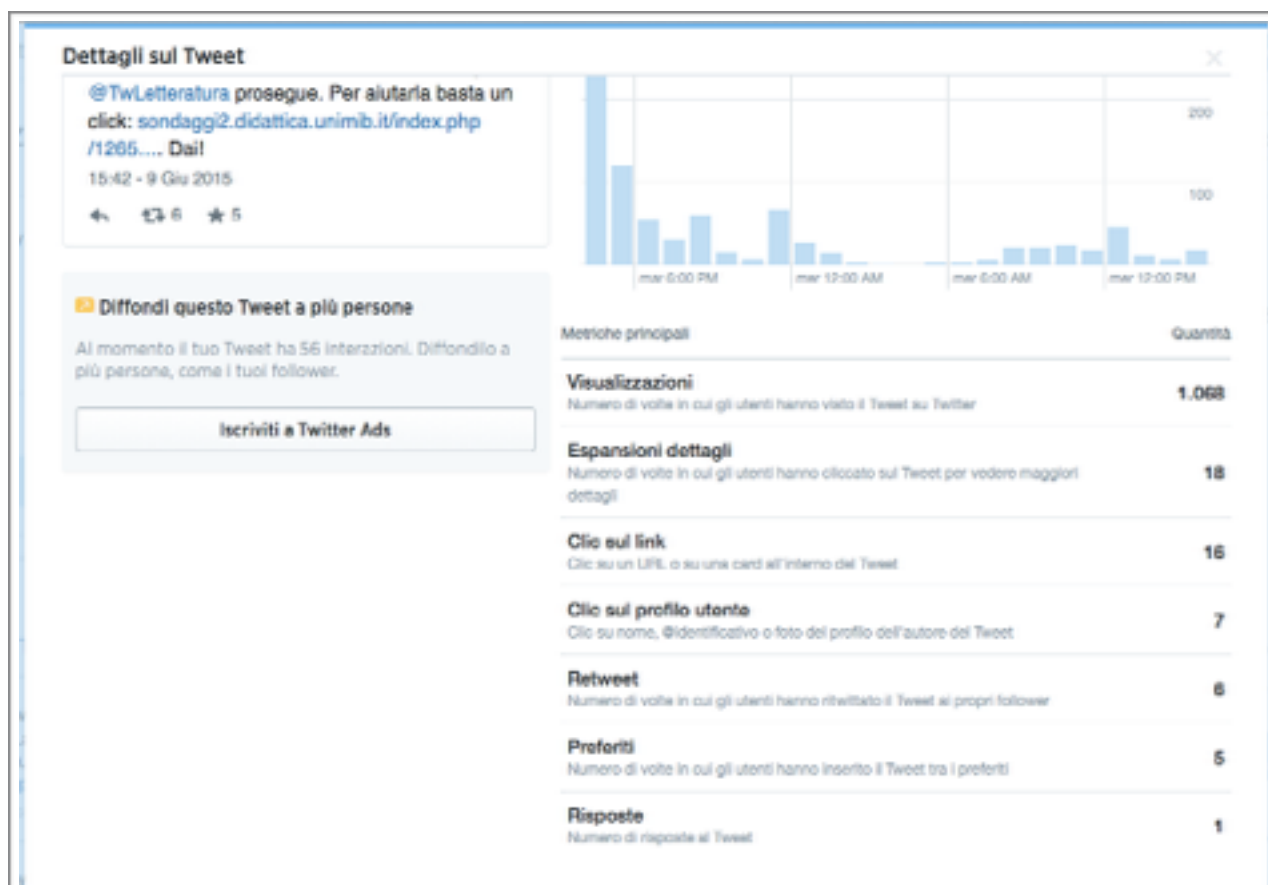 Dettagli sul Tweet
@TwLetteratura prosegue. Per aiutarla basta un
click: sondaggi2.didattica.unimib.it/index.php
/1265.... Dai!
15:42 - 9 Giu 2015
6 5
Diffondi questo Tweet a più persone
Al momento il tuo Tweet ha 56 interazioni. Diffondilo a
più persone, come i tuoi follower.
Iscriviti a Twitter Ads
200
100
mar 6:00 PM mar 12:00 AM mar 6:00 AM mar 12:00 PM
Metriche principali Quantità
Visualizzazioni 1.068
Numero di volte in cui gli utenti hanno visto il Tweet su Twitter
Espansioni dettagli 18
Numero di volte in cui gli utenti hanno cliccato sul Tweet per vedere maggiori
dettagli
Clic sul link 16
Clic su un URL o su una card all'interno del Tweet
Clic sul profilo utente 7
Clic su nome, @identificativo o foto del profilo dell'autore del Tweet
Retweet 6
Numero di volte in cui gli utenti hanno ritwittato il Tweet ai propri follower
Preferiti 5
Numero di volte in cui gli utenti hanno inserito il Tweet tra i preferiti
Risposte 1
Numero di risposte al Tweet